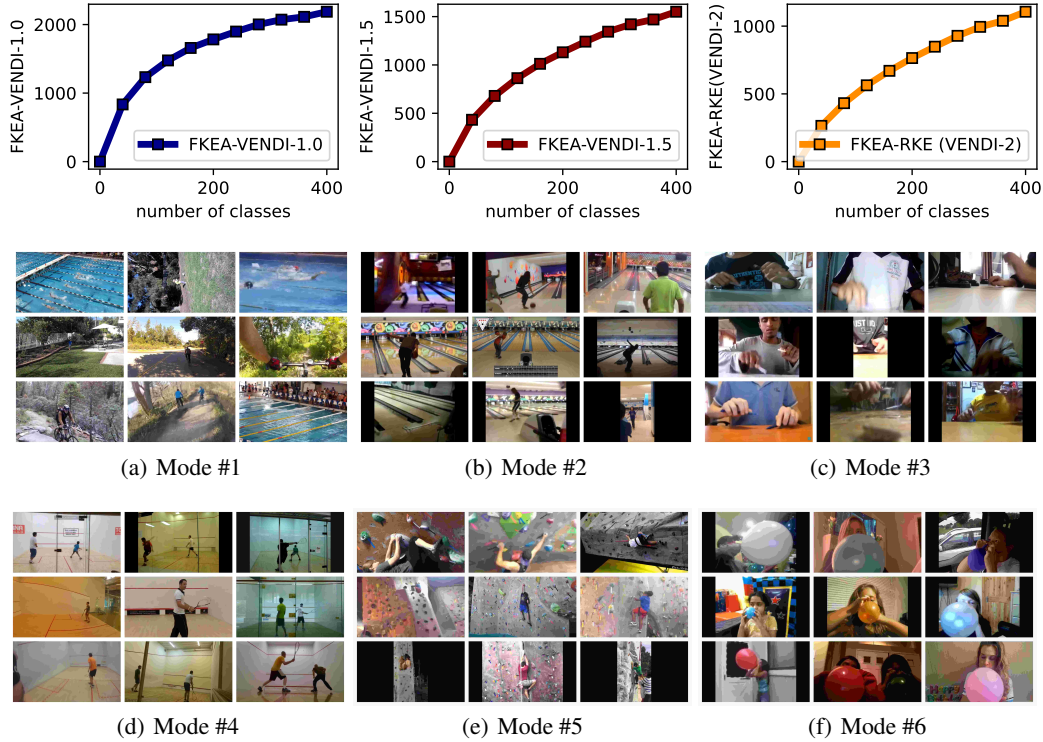 FKEA-VENDI-1.0
2000
1000
0
0
200
400
number of classes
FKEA-VENDI-1.0
FKEA-VENDI-1.5
1500
1000
500
0
0
200
400
number of classes
FKEA-VENDI-1.5
FKEA-RKE(VENDI-2)
1000
500
0
0
200
400
number of classes
FKEA-RKE (VENDI-2)
(a) Mode #1
(b) Mode #2
(c) Mode #3
(d) Mode #4
(e) Mode #5
(f) Mode #6